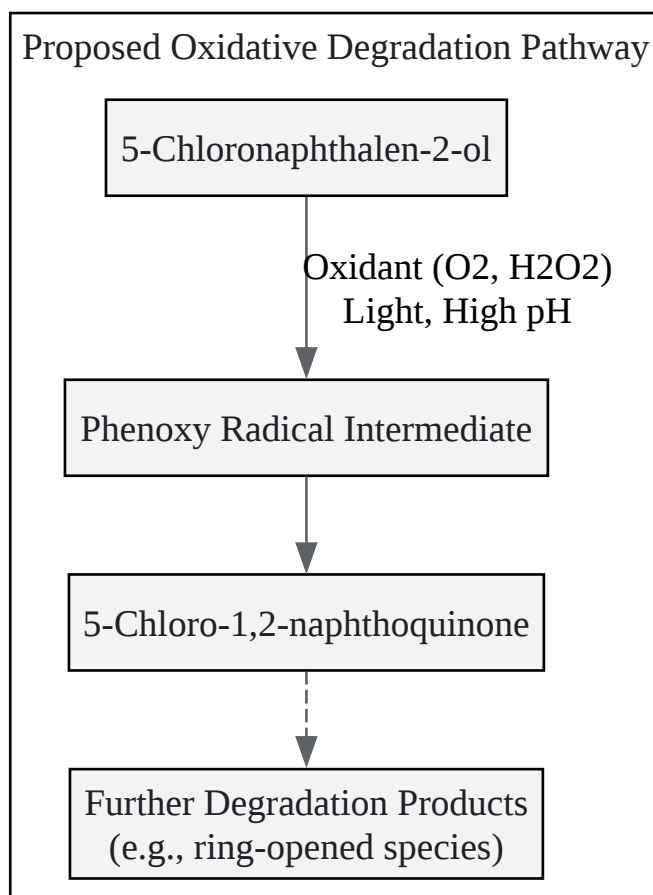 Proposed Oxidative Degradation Pathway
5-Chloronaphthalen-2-ol
Oxidant (O2, H2O2)
Light, High pH
Phenoxy Radical Intermediate
5-Chloro-1,2-naphthoquinone
Further Degradation Products
(e.g., ring-opened species)